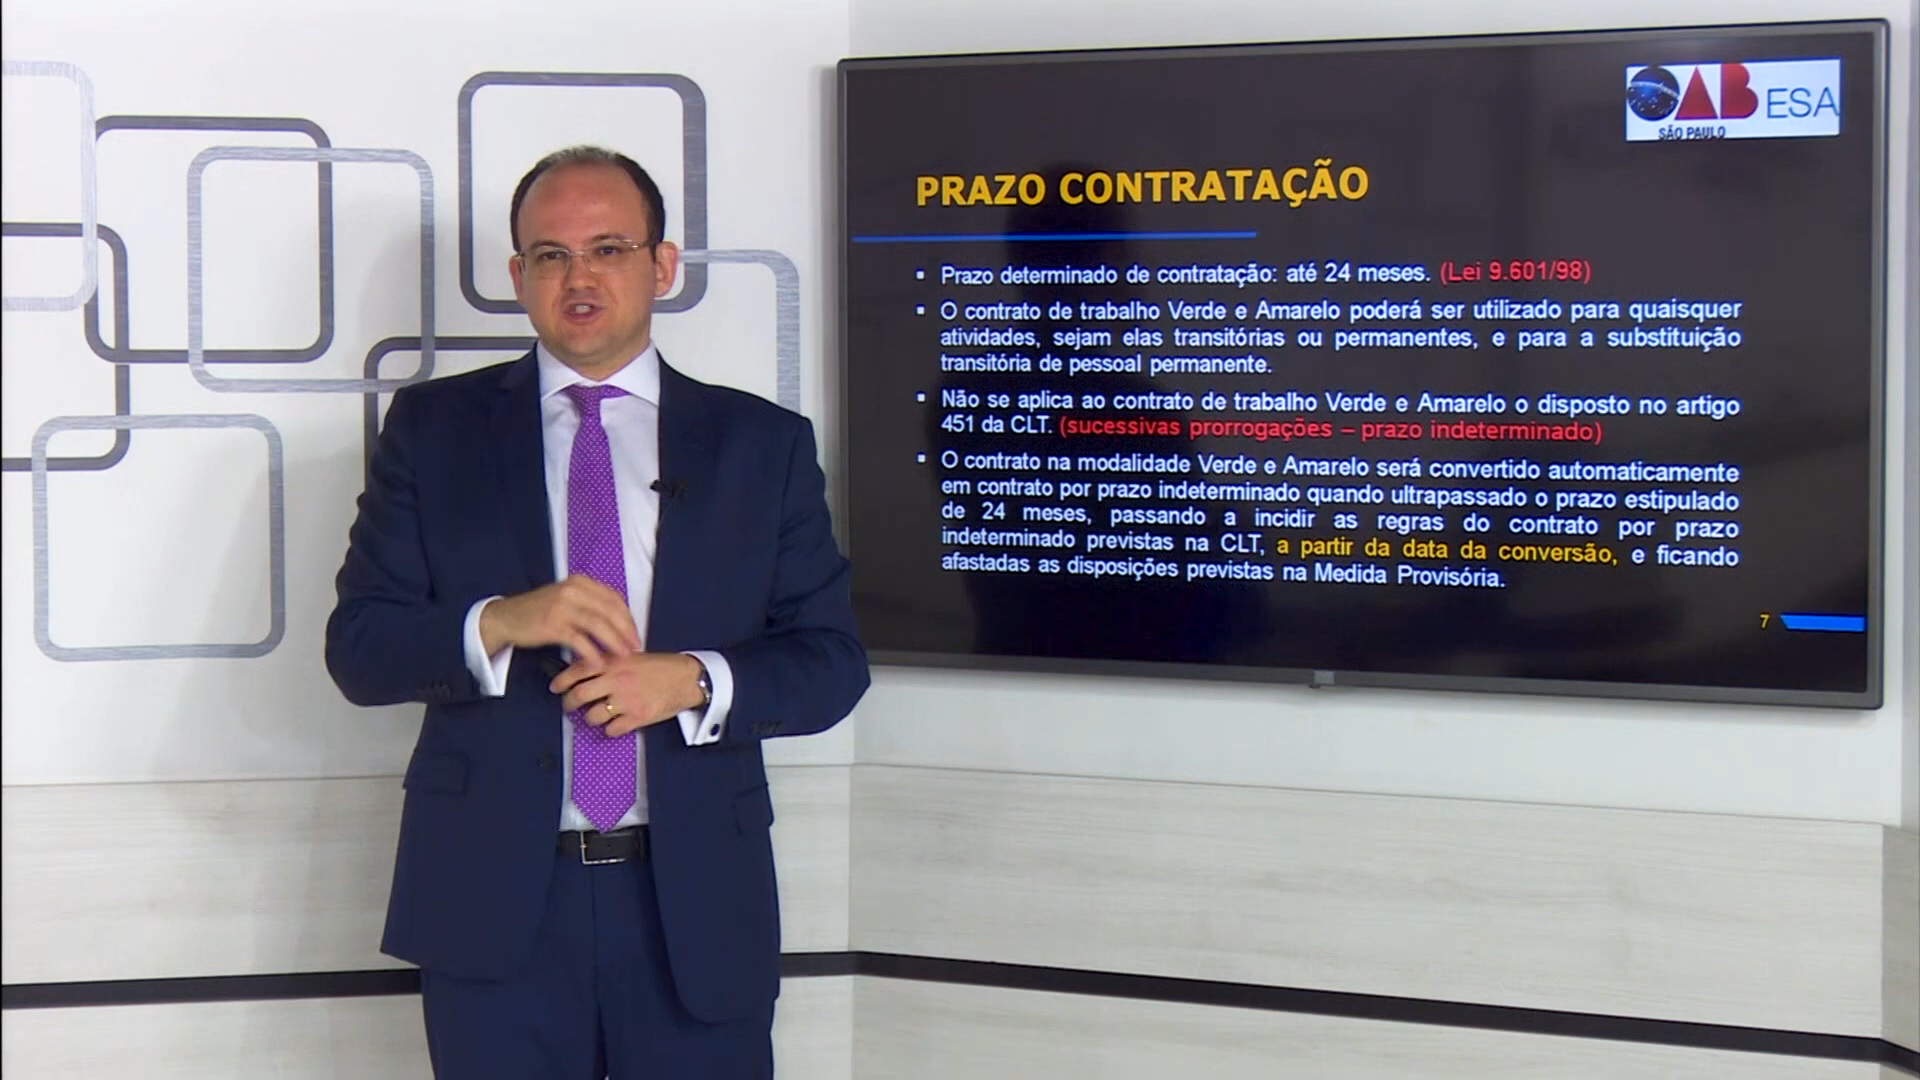 OAB ESA
SÃO PAULO
PRAZO CONTRATAÇÃO
▪ Prazo determinado de contratação: até 24 meses. (Lei 9.601/98)
▪ O contrato de trabalho Verde e Amarelo poderá ser utilizado para quaisquer
atividades, sejam elas transitórias ou permanentes, e para a substituição
transitória de pessoal permanente.
▪ Não se aplica ao contrato de trabalho Verde e Amarelo o disposto no artigo
451 da CLT. (sucessivas prorrogações – prazo indeterminado)
▪ O contrato na modalidade Verde e Amarelo será convertido automaticamente
em contrato por prazo indeterminado quando ultrapassado o prazo estipulado
de 24 meses, passando a incidir as regras do contrato por prazo
indeterminado previstas na CLT, a partir da data da conversão, e ficando
afastadas as disposições previstas na Medida Provisória.
7